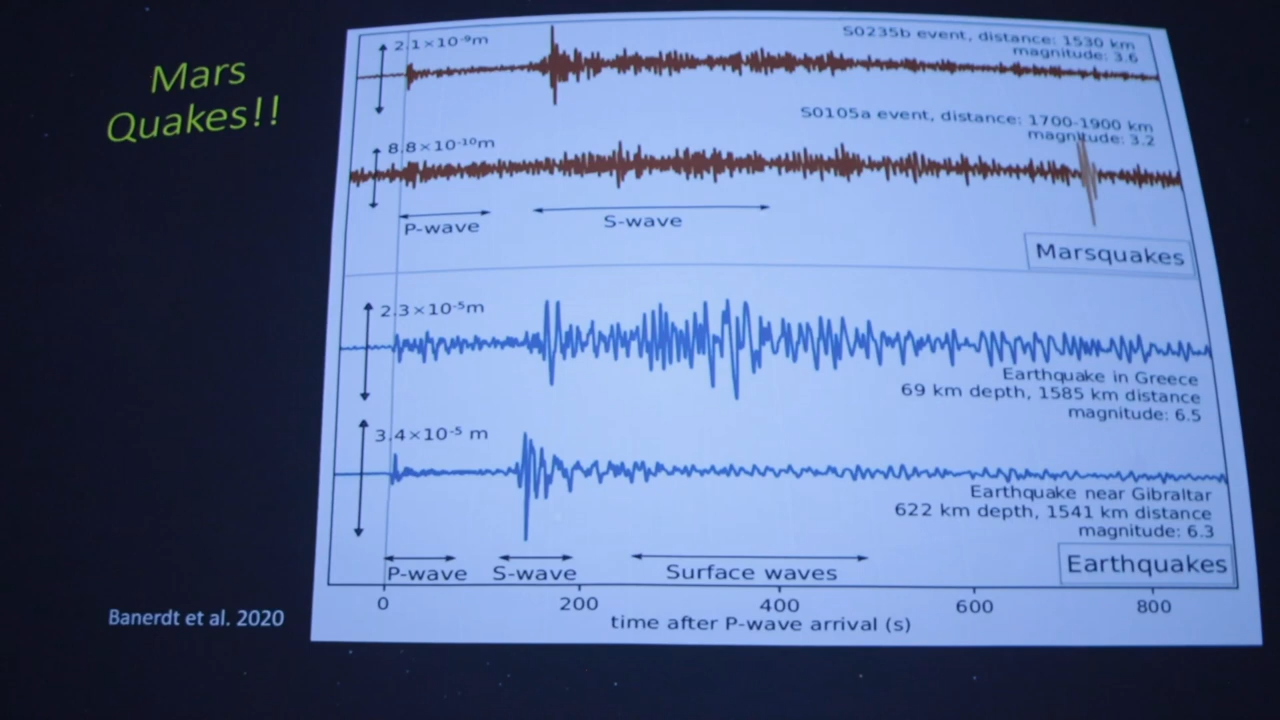 Mars
Quakes!!
2.1×10⁻⁹m
S0235b event, distance: 1530 km
magnitude: 3.6
8.8×10⁻¹⁰m
S0105a event, distance: 1700-1900 km
magnitude: 3.2
P-wave
S-wave
Marsquakes
2.3×10⁻⁵m
Earthquake in Greece
69 km depth, 1585 km distance
magnitude: 6.5
3.4×10⁻⁵ m
Earthquake near Gibraltar
622 km depth, 1541 km distance
magnitude: 6.3
P-wave
S-wave
Surface waves
Earthquakes
0
200
400
600
800
time after P-wave arrival (s)
Banerdt et al. 2020